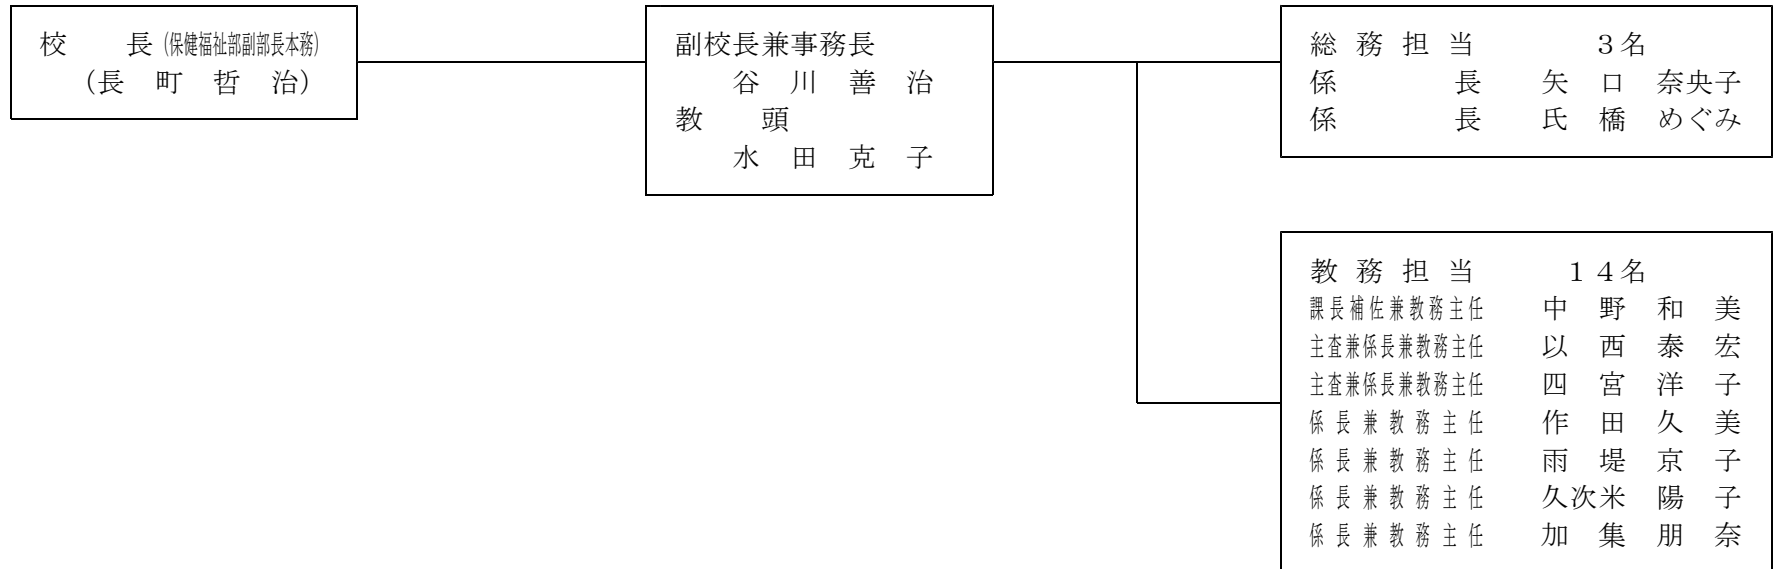 校　　長(保健福祉部副部長本務)
(長　町　哲　治)
副校長兼事務長
谷　川　善　治
教　　頭
水　田　克　子
総　務　担　当　　　　３名
係　　　　長　　矢　口　奈央子
係　　　　長　　氏　橋　めぐみ
教　務　担　当　　　１４名
課長補佐兼教務主任　　中　野　和　美
主査兼係長兼教務主任　　以　西　泰　宏
主査兼係長兼教務主任　　四　宮　洋　子
係長兼教務主任　　作　田　久　美
係長兼教務主任　　雨　堤　京　子
係長兼教務主任　　久次米　陽　子
係長兼教務主任　　加　集　朋　奈